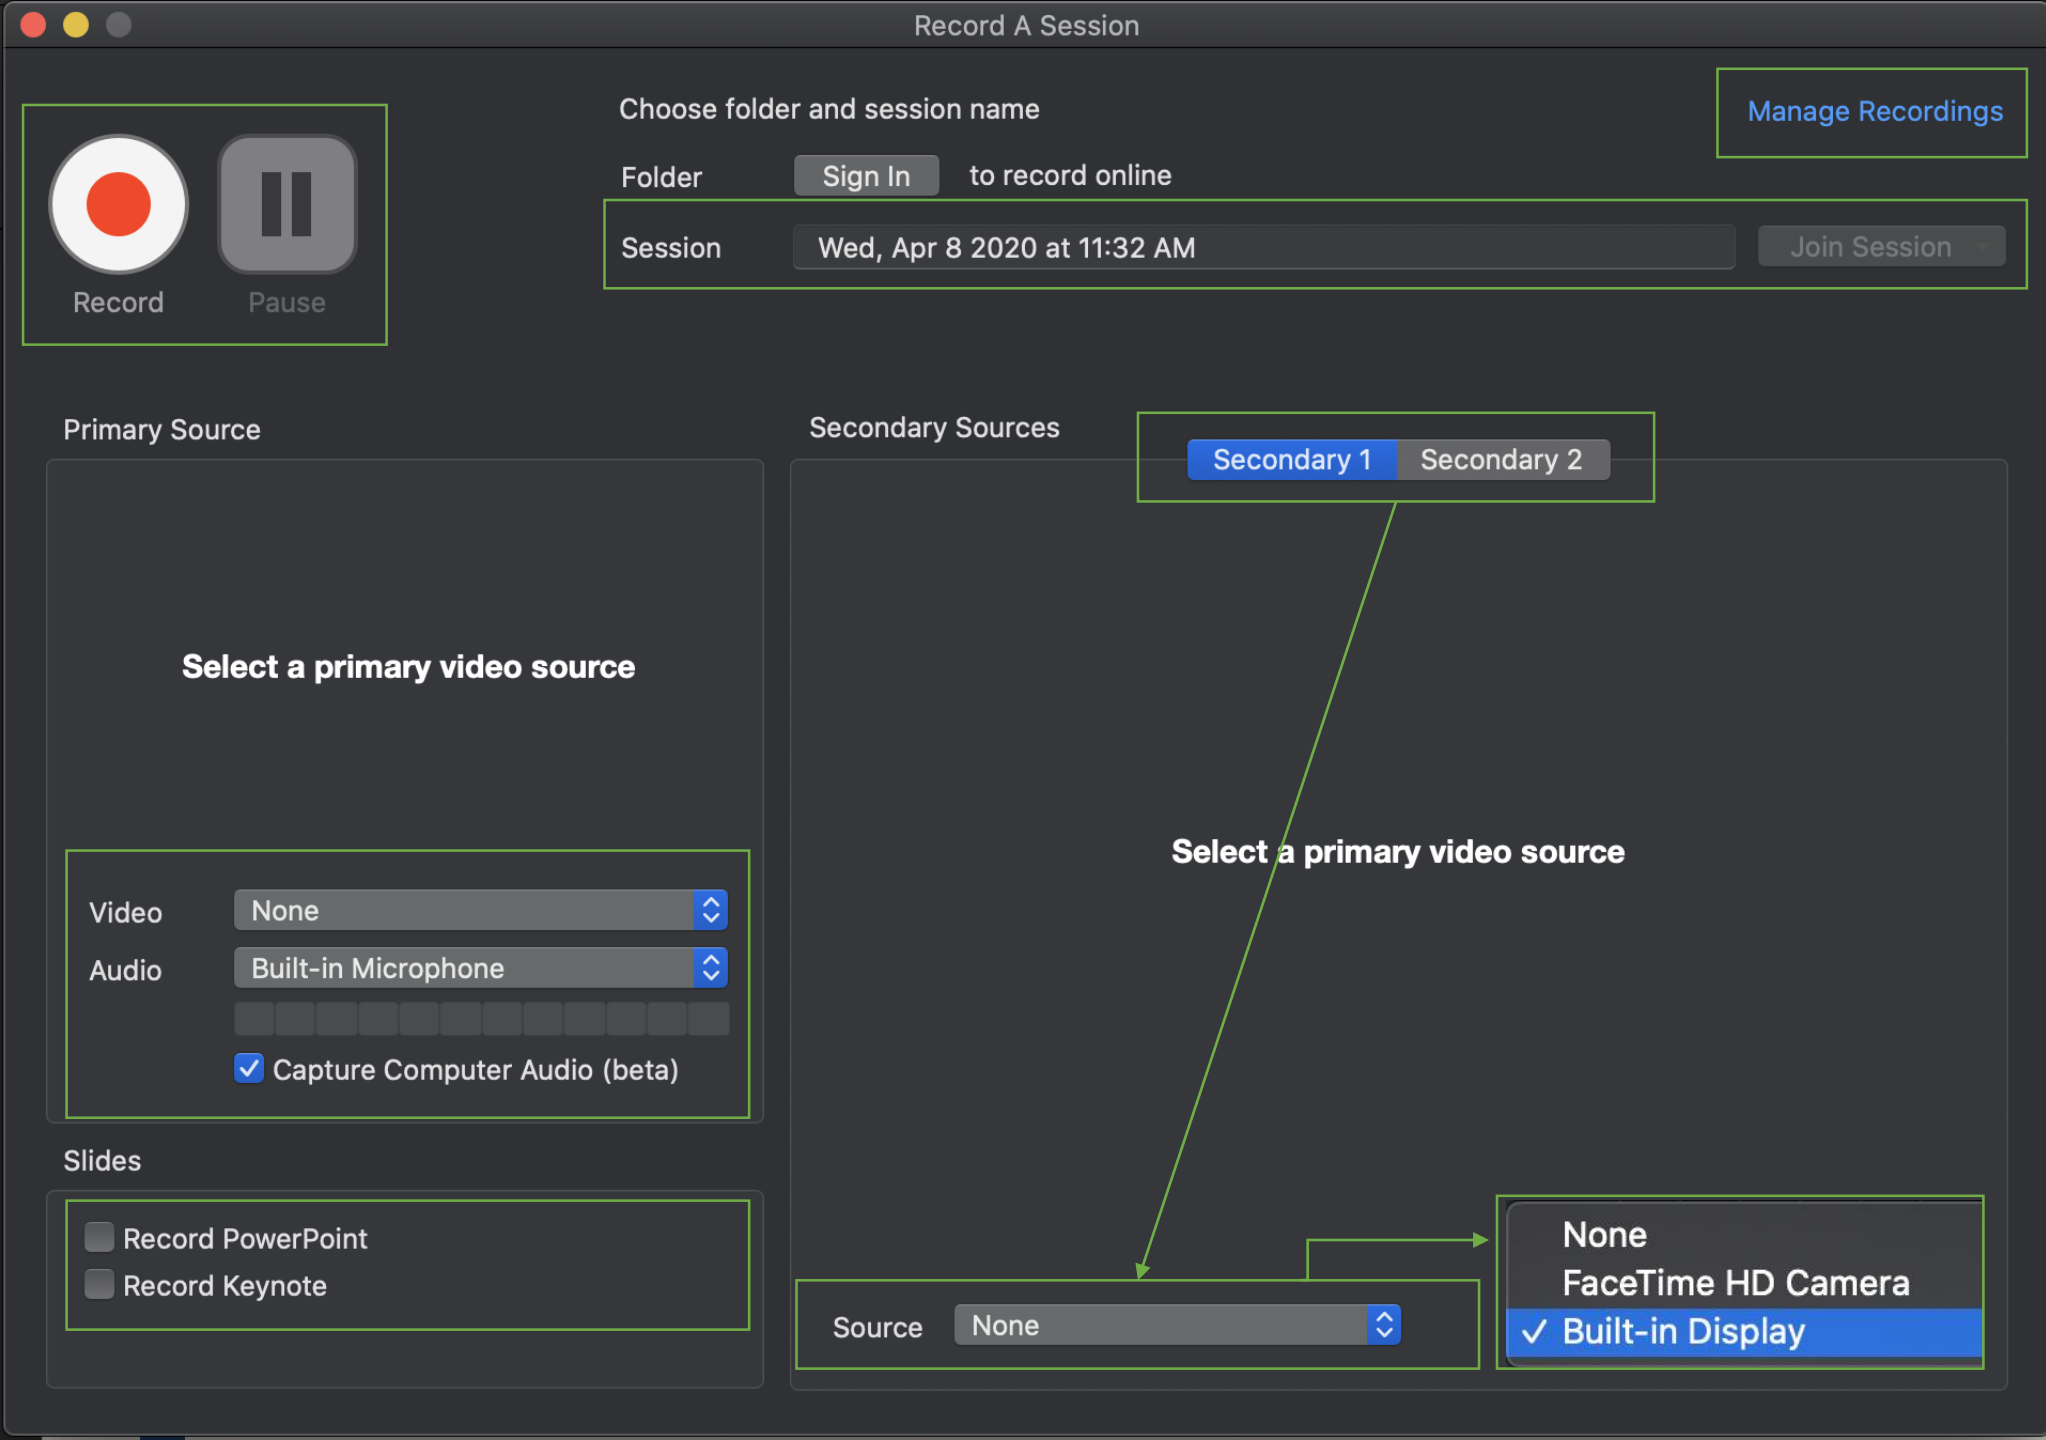 Record A Session
Choose folder and session name
Manage Recordings
Folder Sign In to record online
Session Wed, Apr 8 2020 at 11:32 AM Join Session
Record Pause
Primary Source
Select a primary video source
Video None
Audio Built-in Microphone
Capture Computer Audio (beta)
Slides
Record PowerPoint
Record Keynote
Secondary Sources
Secondary 1 Secondary 2
Select a primary video source
Source None
None
FaceTime HD Camera
Built-in Display